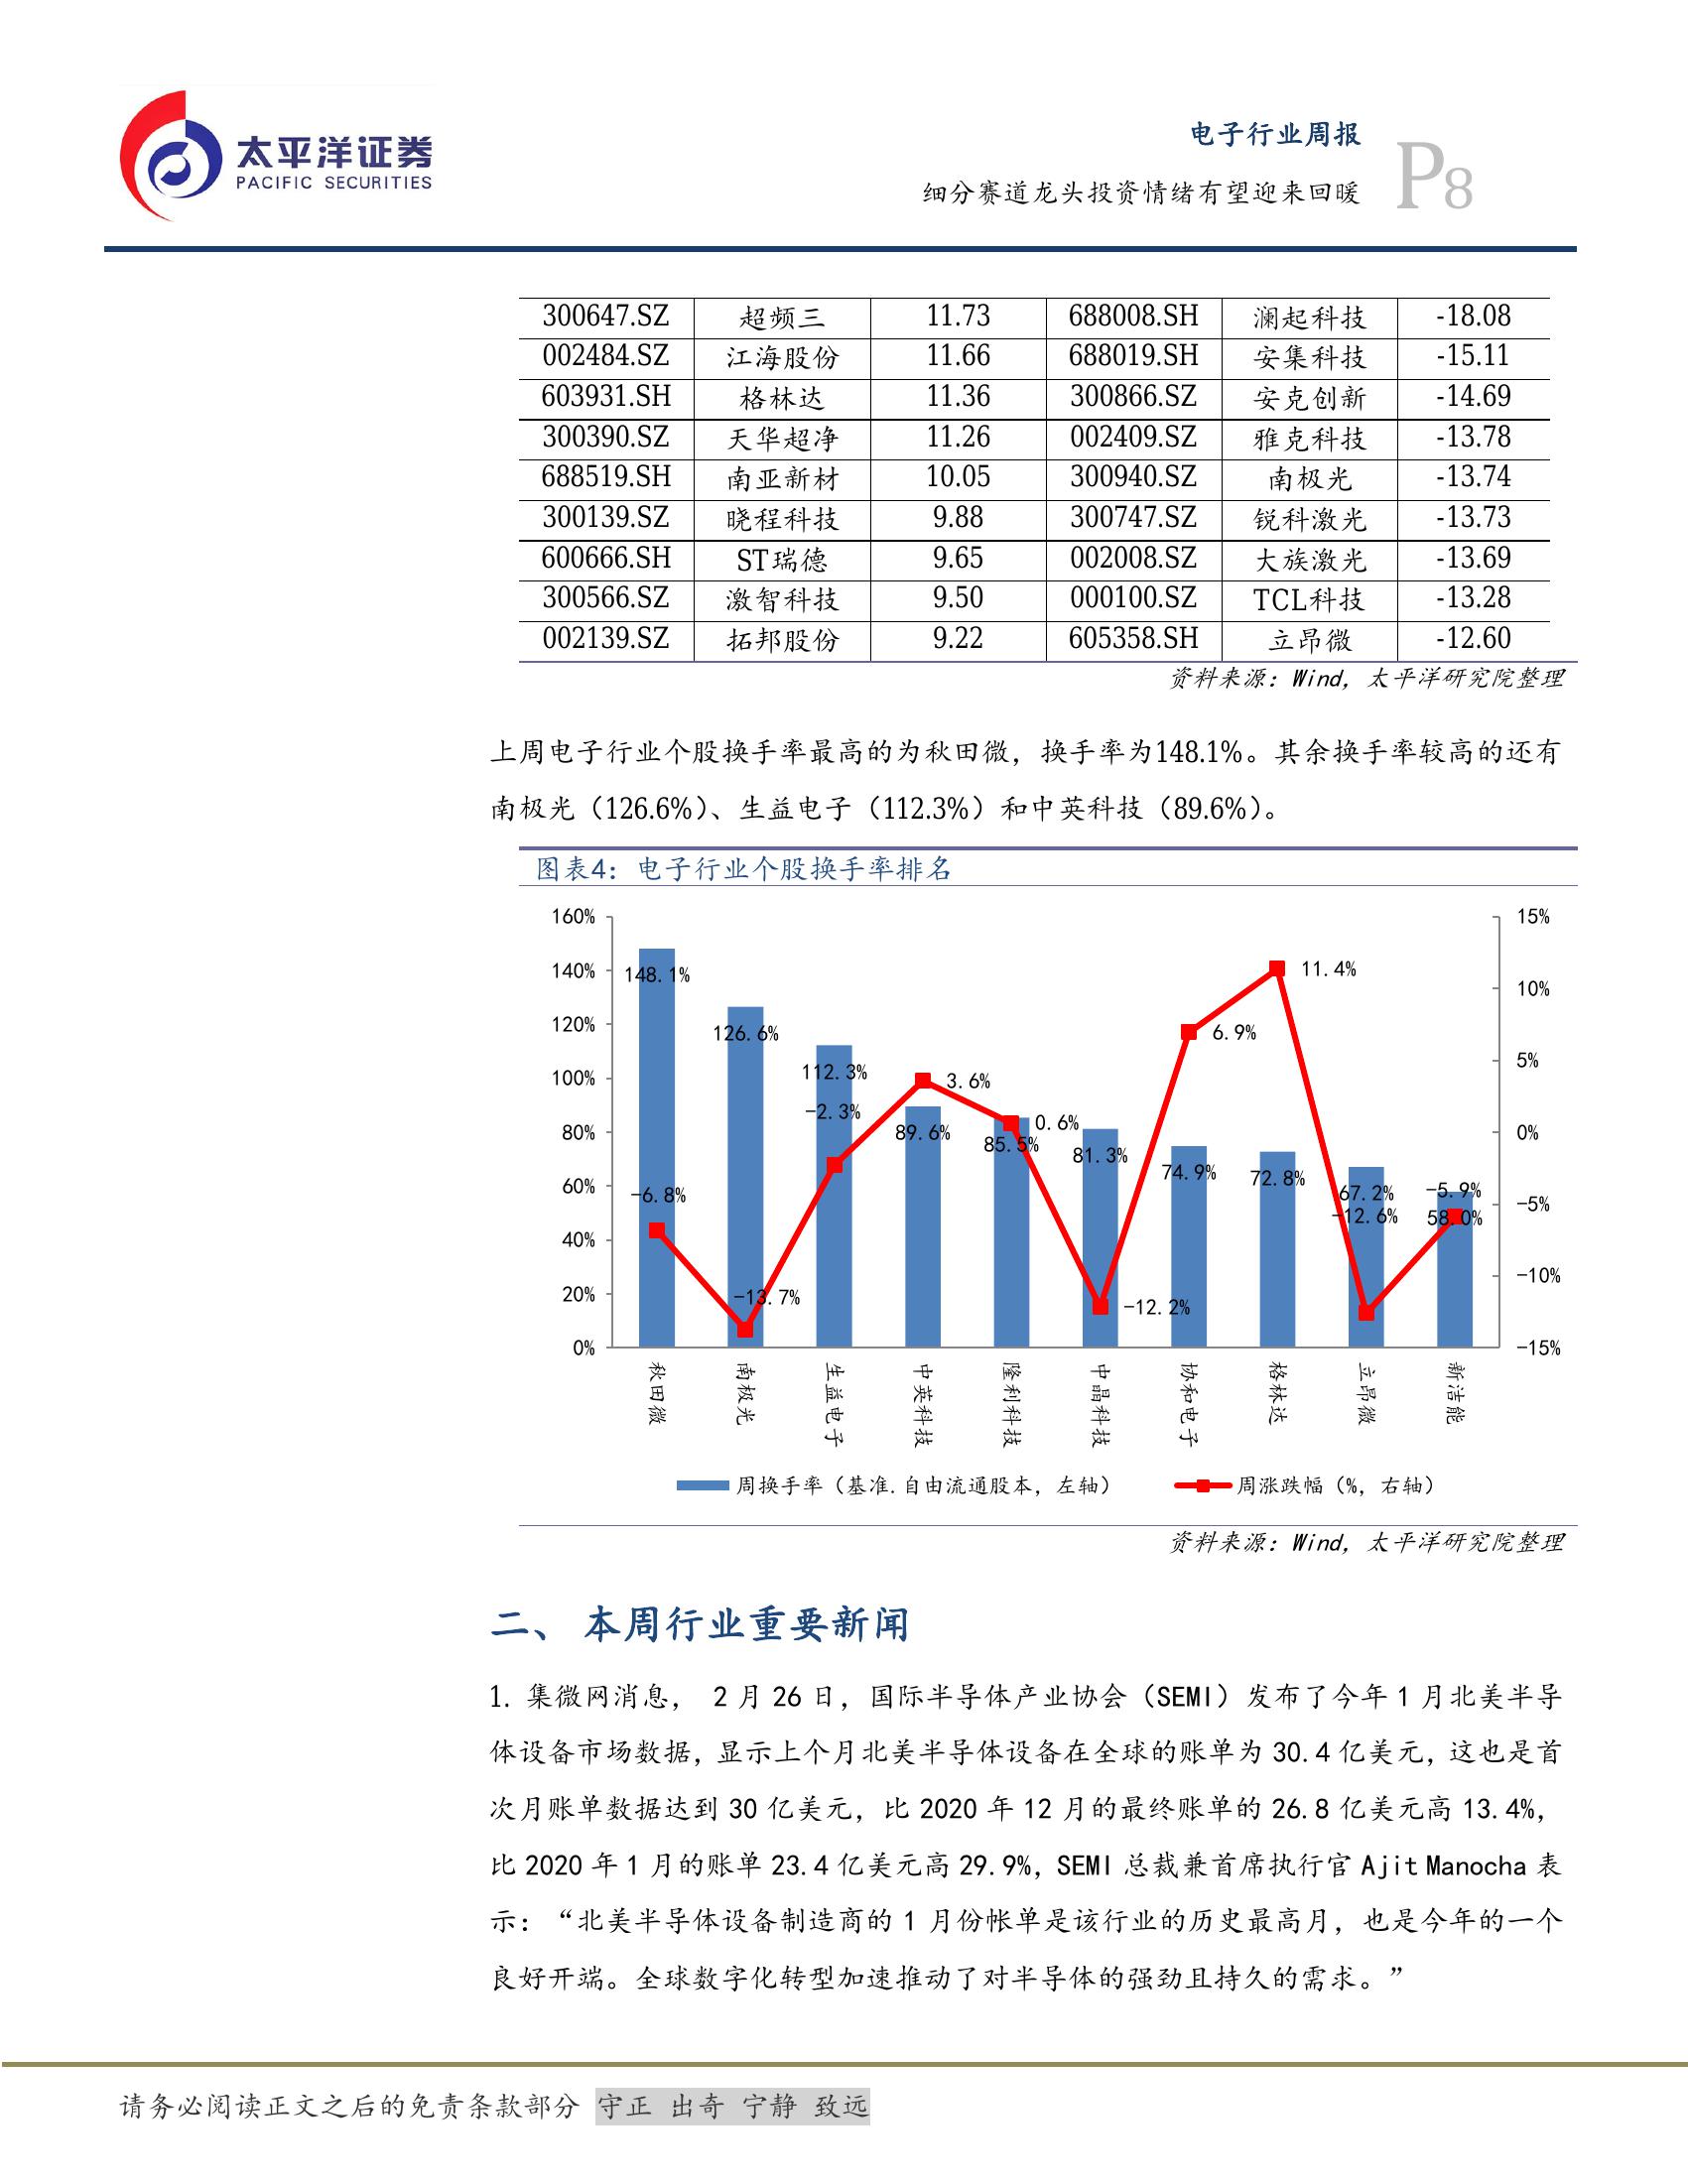 太平洋证券
PACIFIC SECURITIES
电子行业周报
细分赛道龙头投资情绪有望迎来回暖
P8
300647.SZ 超频三 11.73 688008.SH 澜起科技 -18.08
002484.SZ 江海股份 11.66 688019.SH 安集科技 -15.11
603931.SH 格林达 11.36 300866.SZ 安克创新 -14.69
300390.SZ 天华超净 11.26 002409.SZ 雅克科技 -13.78
688519.SH 南亚新材 10.05 300940.SZ 南极光 -13.74
300139.SZ 晓程科技 9.88 300747.SZ 锐科激光 -13.73
600666.SH ST瑞德 9.65 002008.SZ 大族激光 -13.69
300566.SZ 激智科技 9.50 000100.SZ TCL科技 -13.28
002139.SZ 拓邦股份 9.22 605358.SH 立昂微 -12.60
资料来源：Wind，太平洋研究院整理
上周电子行业个股换手率最高的为秋田微，换手率为148.1%。其余换手率较高的还有
南极光（126.6%）、生益电子（112.3%）和中英科技（89.6%）。
图表4：电子行业个股换手率排名
160% 15%
140% 10%
120% 5%
100% 0%
80% -5%
60% -10%
40% -15%
20%
0%
148.1% 126.6% 112.3% 89.6% 85.5% 81.3% 74.9% 72.8% 67.2% 58.0%
-6.8% -13.7% -2.3% 3.6% 0.6% -12.2% 6.9% 11.4% -12.6% -5.9%
秋田微 南极光 生益电子 中英科技 隆利科技 中晶科技 协和电子 格林达 立昂微 新洁能
周换手率（基准.自由流通股本，左轴） 周涨跌幅（%，右轴）
资料来源：Wind，太平洋研究院整理
二、 本周行业重要新闻
1. 集微网消息， 2 月 26 日，国际半导体产业协会（SEMI）发布了今年 1 月北美半导
体设备市场数据，显示上个月北美半导体设备在全球的账单为 30.4 亿美元，这也是首
次月账单数据达到 30 亿美元，比 2020 年 12 月的最终账单的 26.8 亿美元高 13.4%，
比 2020 年 1 月的账单 23.4 亿美元高 29.9%，SEMI 总裁兼首席执行官 Ajit Manocha 表
示：“北美半导体设备制造商的 1 月份帐单是该行业的历史最高月，也是今年的一个
良好开端。全球数字化转型加速推动了对半导体的强劲且持久的需求。”
请务必阅读正文之后的免责条款部分 守正 出奇 宁静 致远